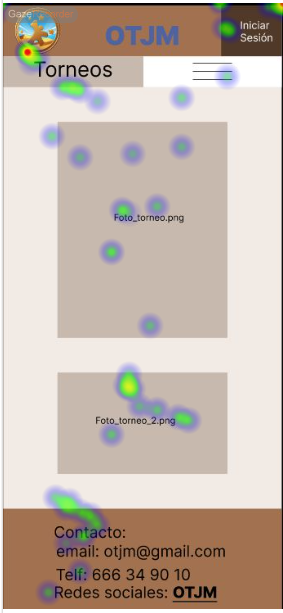 OTJM
Iniciar
Sesión
Torneos
Foto_torneo.png
Foto_torneo_2.png
Contacto:
email: otjm@gmail.com
Telf: 666 34 90 10
Redes sociales: OTJM